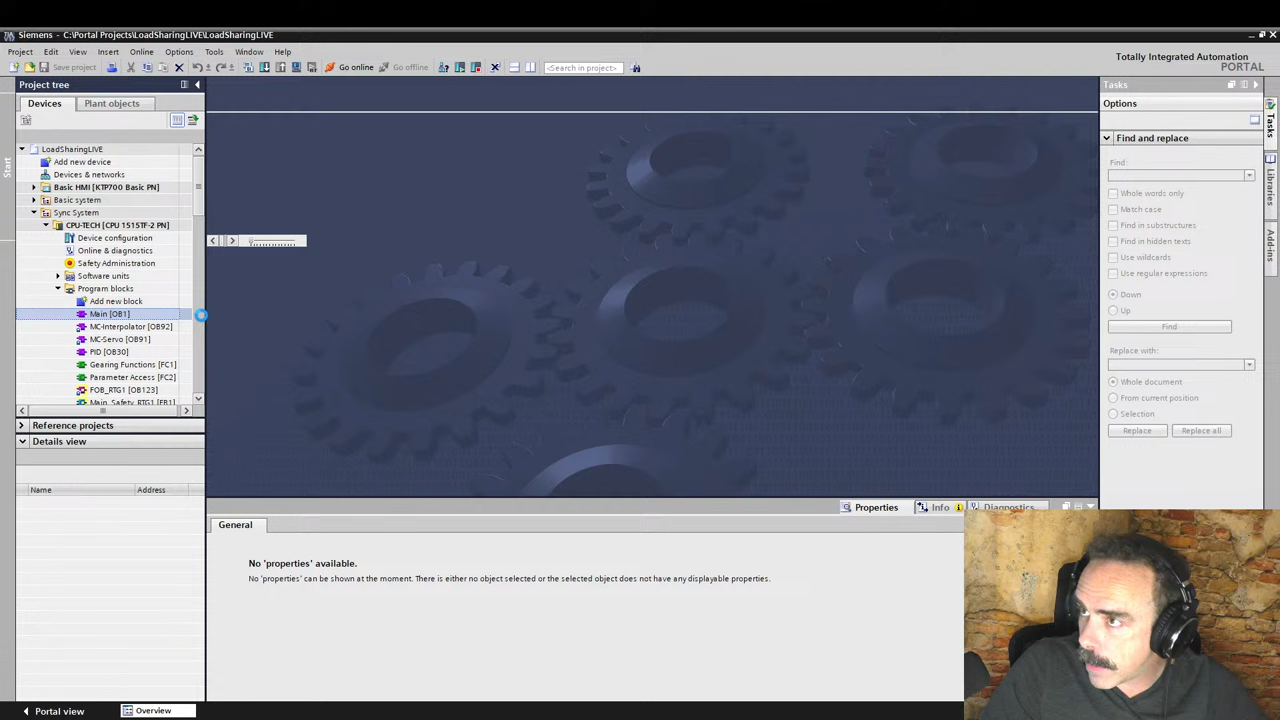 Siemens - C:\Portal Projects\LoadSharingLIVE\LoadSharingLIVE
Project Edit View Insert Online Options Tools Window Help
Totally Integrated Automation
PORTAL
Save project
Go online
Go offline
<Search in project>
Project tree
Devices
Plant objects
Start
LoadSharingLIVE
Add new device
Devices & networks
Basic HMI [KTP700 Basic PN]
Basic system
Sync System
CPU-TECH [CPU 1515TF-2 PN]
Device configuration
Online & diagnostics
Safety Administration
Software units
Program blocks
Add new block
Main [OB1]
MC-Interpolator [OB92]
MC-Servo [OB91]
PID [OB30]
Gearing Functions [FC1]
Parameter Access [FC2]
FOB_RTG1 [OB123]
Main_Safety_RTG1 [FB1]
Reference projects
Details view
Name
Address
Properties
Info
Diagnostics
General
No 'properties' available.
No 'properties' can be shown at the moment. There is either no object selected or the selected object does not have any displayable properties.
Tasks
Options
Find and replace
Find:
Whole words only
Match case
Find in substructures
Find in hidden texts
Use wildcards
Use regular expressions
Down
Up
Find
Replace with:
Whole document
From current position
Selection
Replace
Replace all
Tasks
Libraries
Add-ins
Portal view
Overview